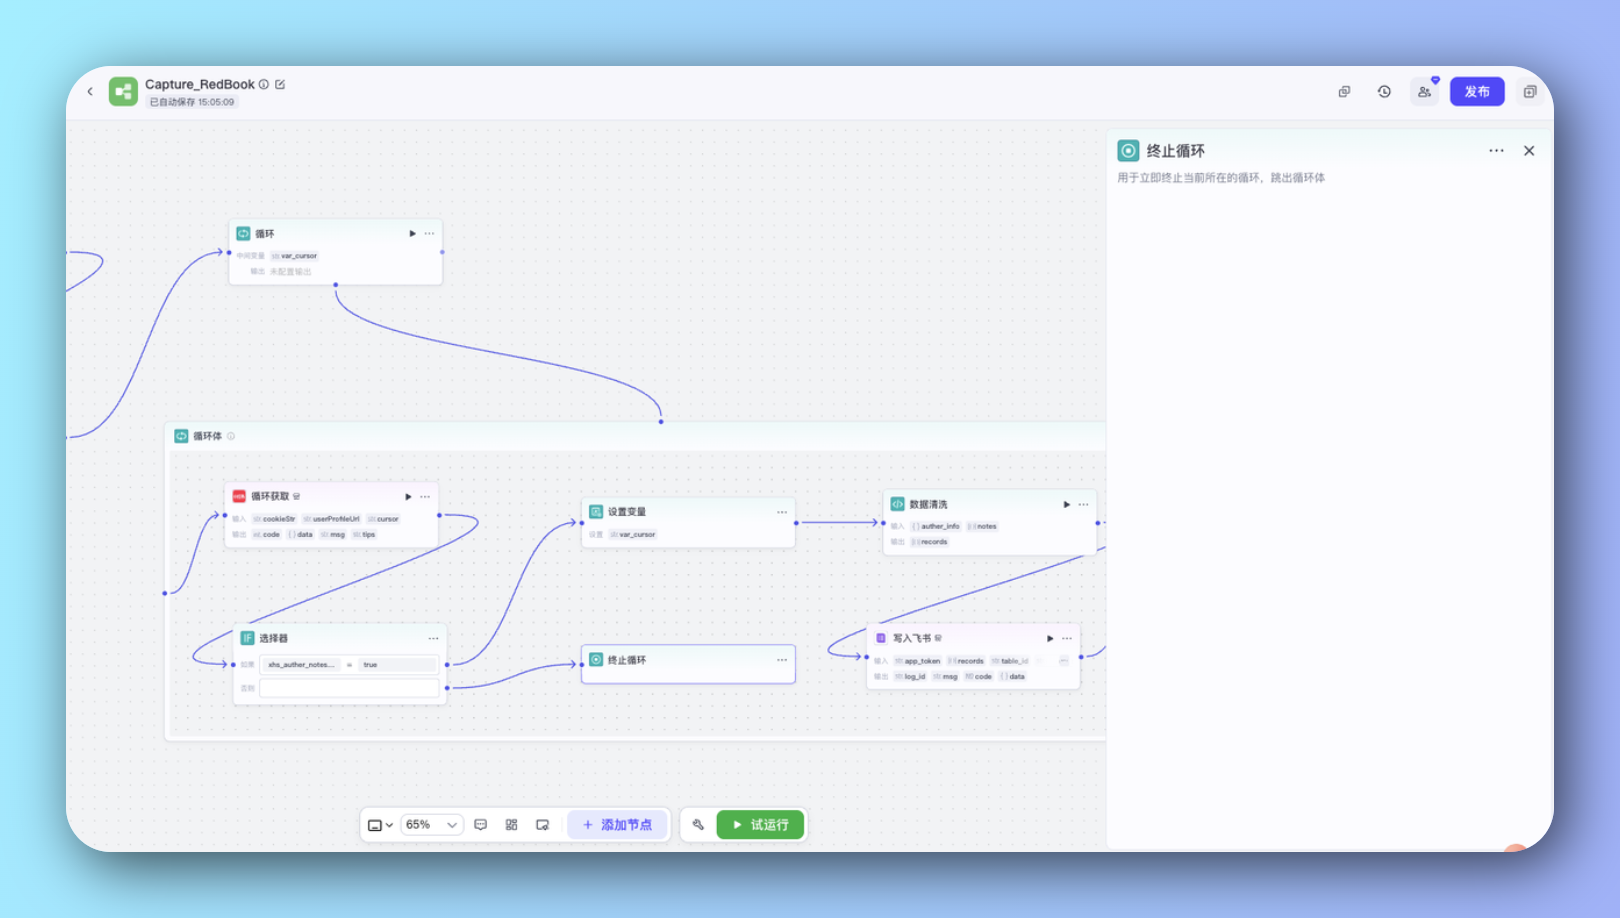 Capture_RedBook
已自动保存 15:05:09
发布
终止循环
用于立即终止当前所在的循环，跳出循环体
循环
中间变量 var_cursor
输出 未配置输出
循环体
循环获取
输入 cookieStr userProfileUrl cursor
输出 code data msg tips
设置变量
设置 var_cursor
数据清洗
输入 auther_info notes
输出 records
选择器
如果 xhs_auther_notes... = true
否则
终止循环
写入飞书
输入 app_token records table_id
输出 log_id msg code data
65%
添加节点
试运行